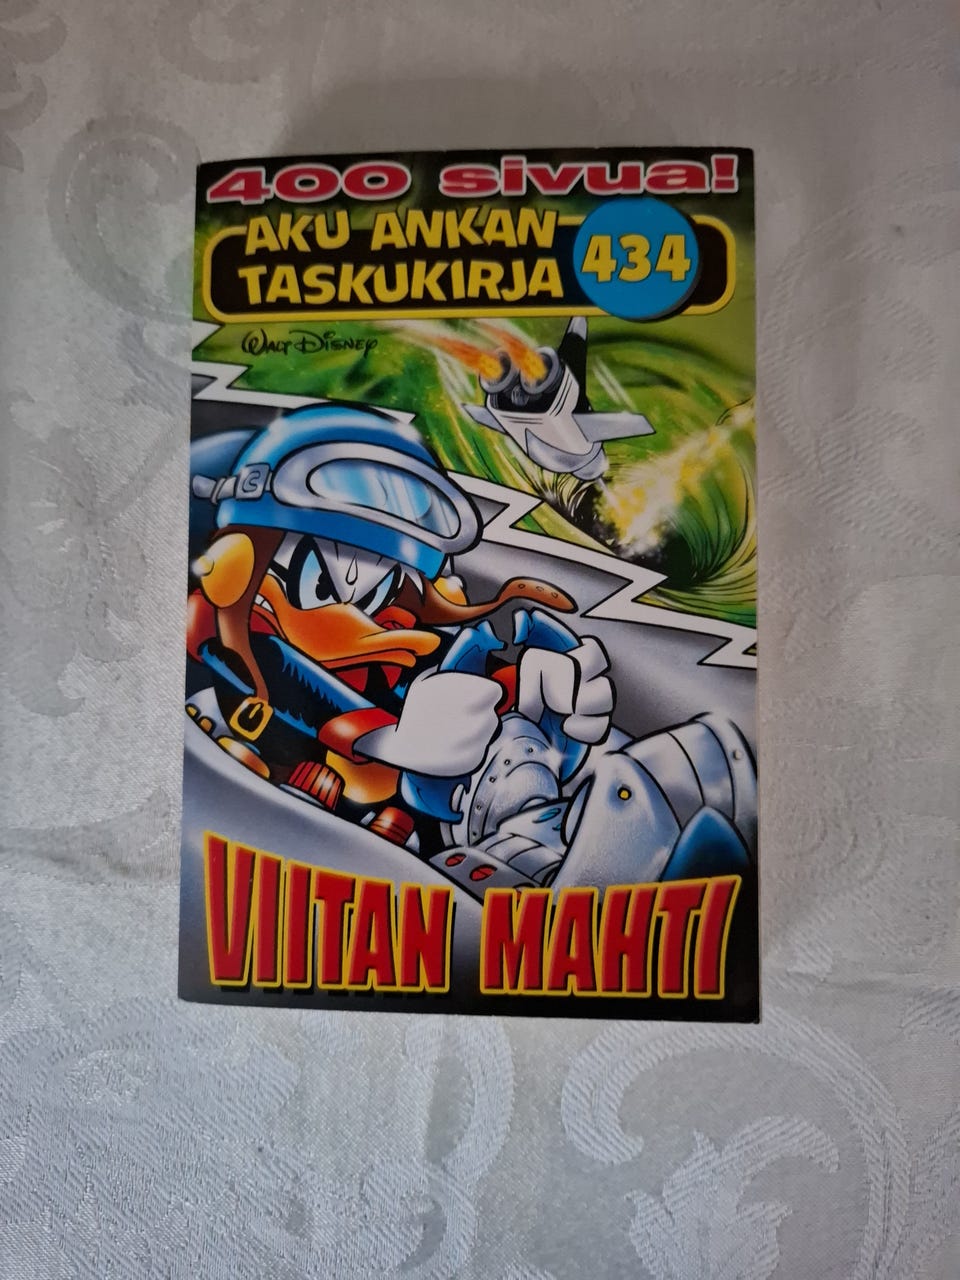 400 sivua!
AKU ANKAN
TASKUKIRJA
434
WALT DISNEY
VIITAN MAHTI